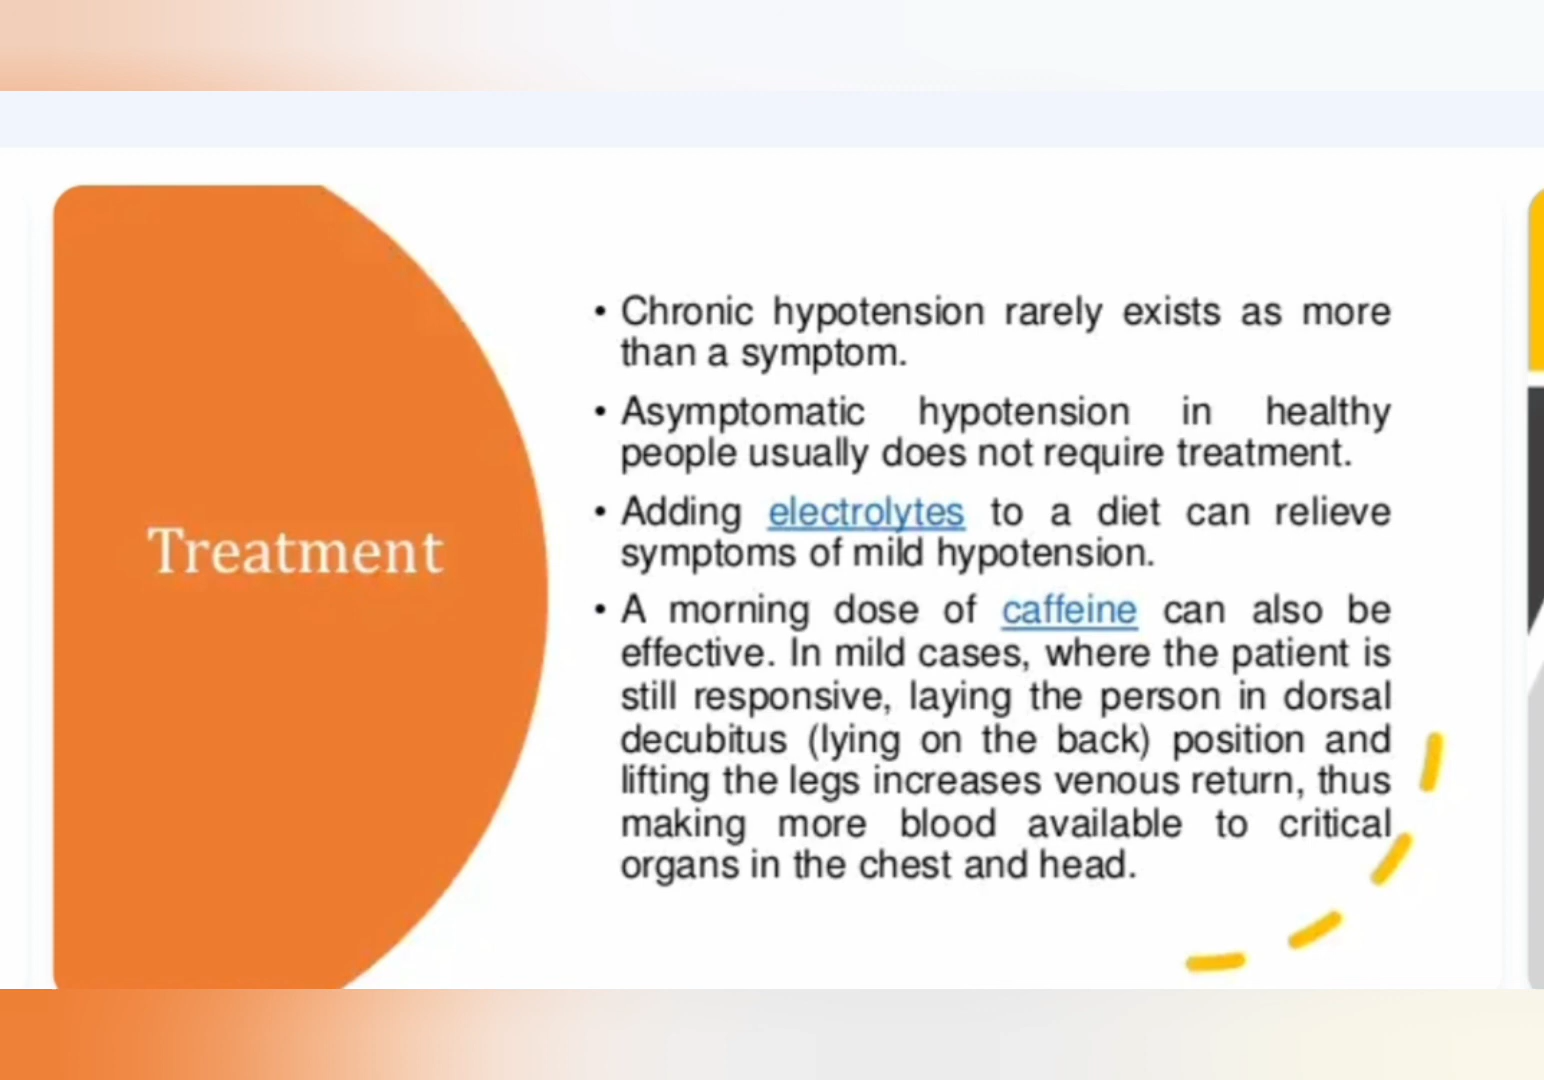 Treatment
• Chronic hypotension rarely exists as more
than a symptom.
• Asymptomatic hypotension in healthy
people usually does not require treatment.
• Adding electrolytes to a diet can relieve
symptoms of mild hypotension.
• A morning dose of caffeine can also be
effective. In mild cases, where the patient is
still responsive, laying the person in dorsal
decubitus (lying on the back) position and
lifting the legs increases venous return, thus
making more blood available to critical
organs in the chest and head.